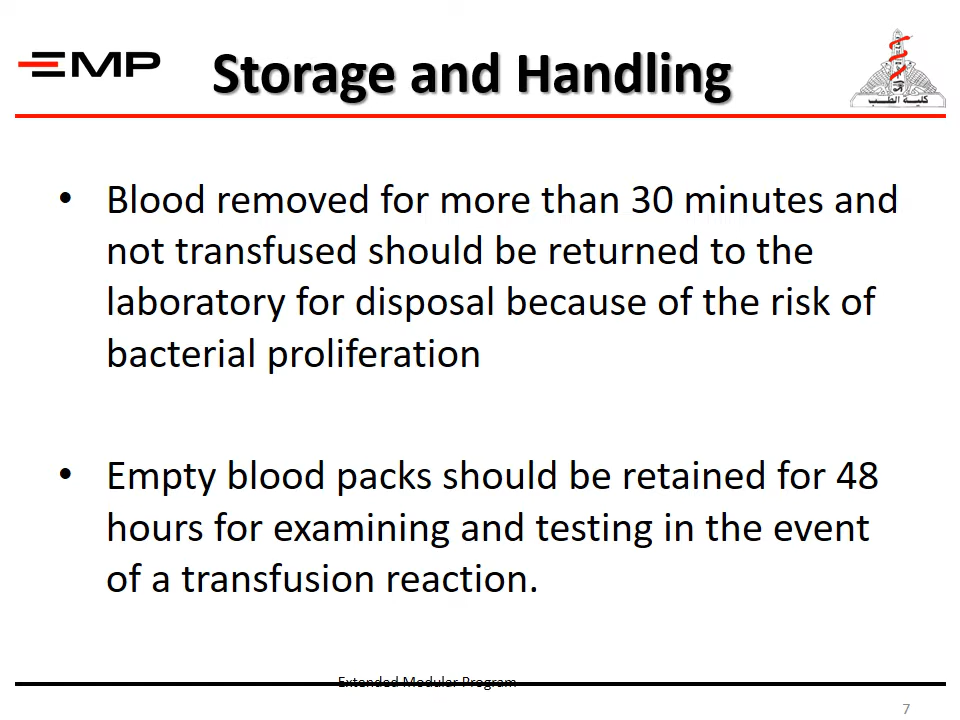 EMP
Storage and Handling
كلية الطب
• Blood removed for more than 30 minutes and
not transfused should be returned to the
laboratory for disposal because of the risk of
bacterial proliferation
• Empty blood packs should be retained for 48
hours for examining and testing in the event
of a transfusion reaction.
Extended Modular Program
7